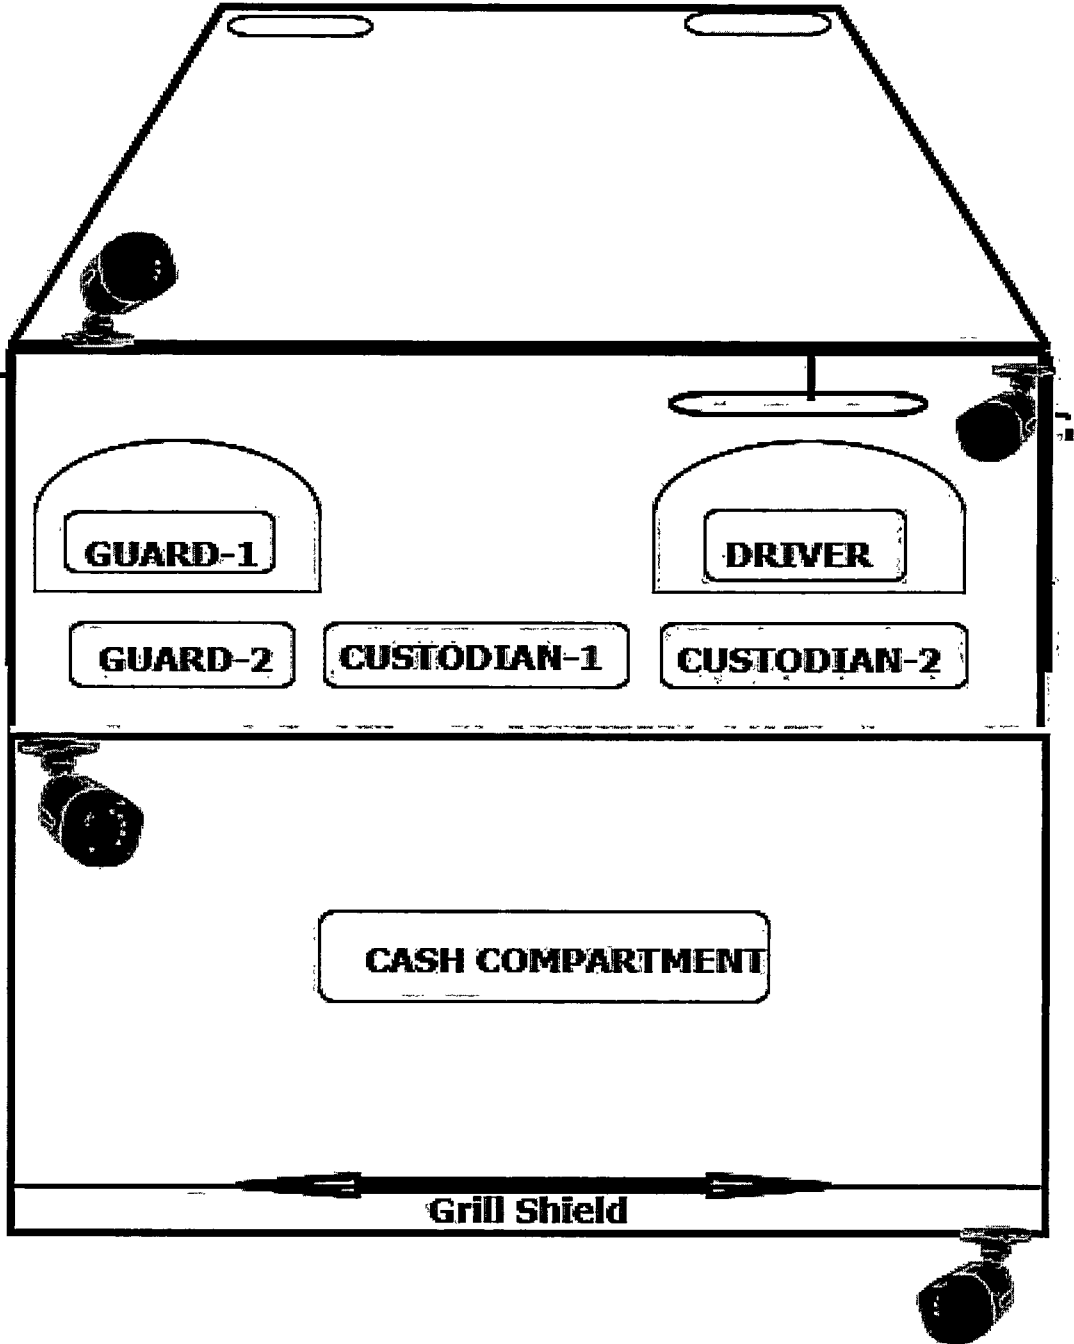 GUARD-1
DRIVER
GUARD-2
CUSTODIAN-1
CUSTODIAN-2
CASH COMPARTMENT
Grill Shield